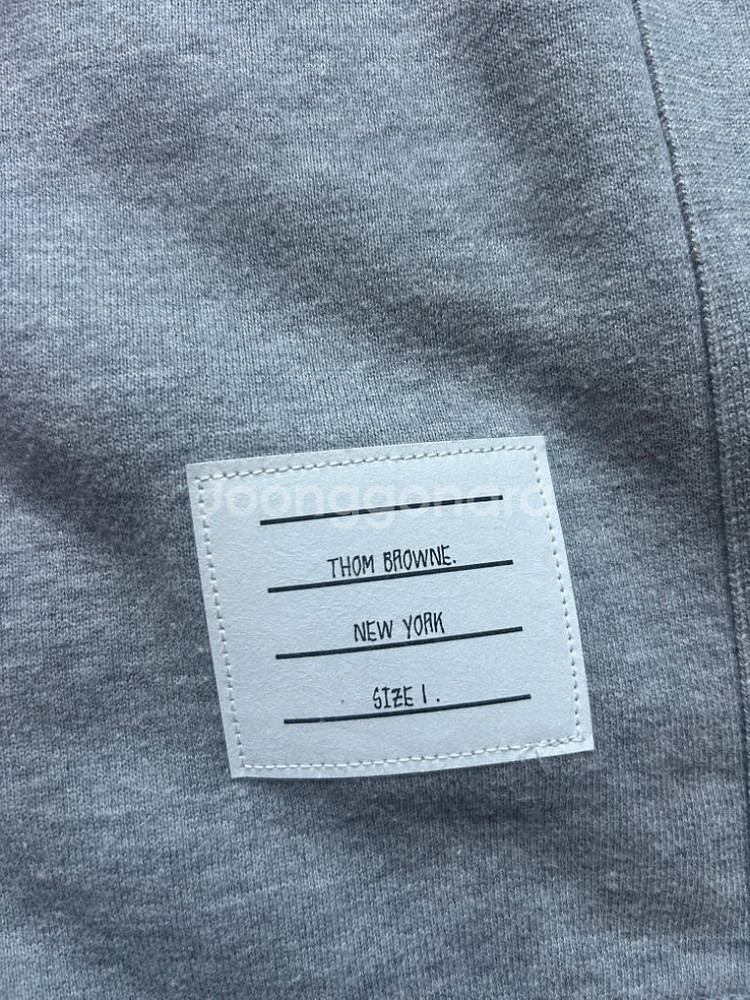 Joonggonara
THOM BROWNE.
NEW YORK
SIZE 1.